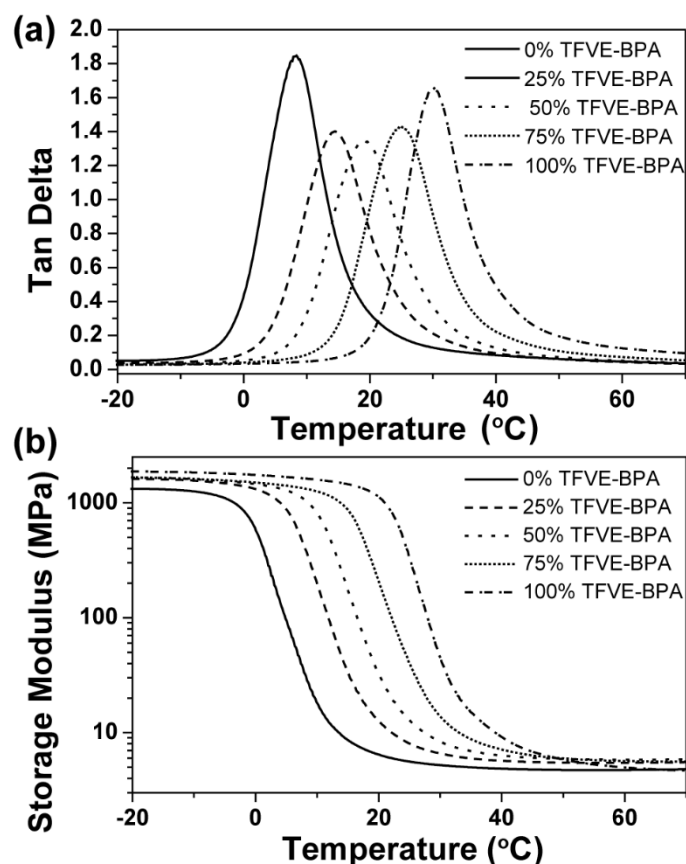 (a)
2.0
1.8
1.6
1.4
1.2
1.0
0.8
0.6
0.4
0.2
0.0
Tan Delta
0% TFVE-BPA
25% TFVE-BPA
50% TFVE-BPA
75% TFVE-BPA
100% TFVE-BPA
-20 0 20 40 60
Temperature (°C)
(b)
1000
100
10
Storage Modulus (MPa)
0% TFVE-BPA
25% TFVE-BPA
50% TFVE-BPA
75% TFVE-BPA
100% TFVE-BPA
-20 0 20 40 60
Temperature (°C)